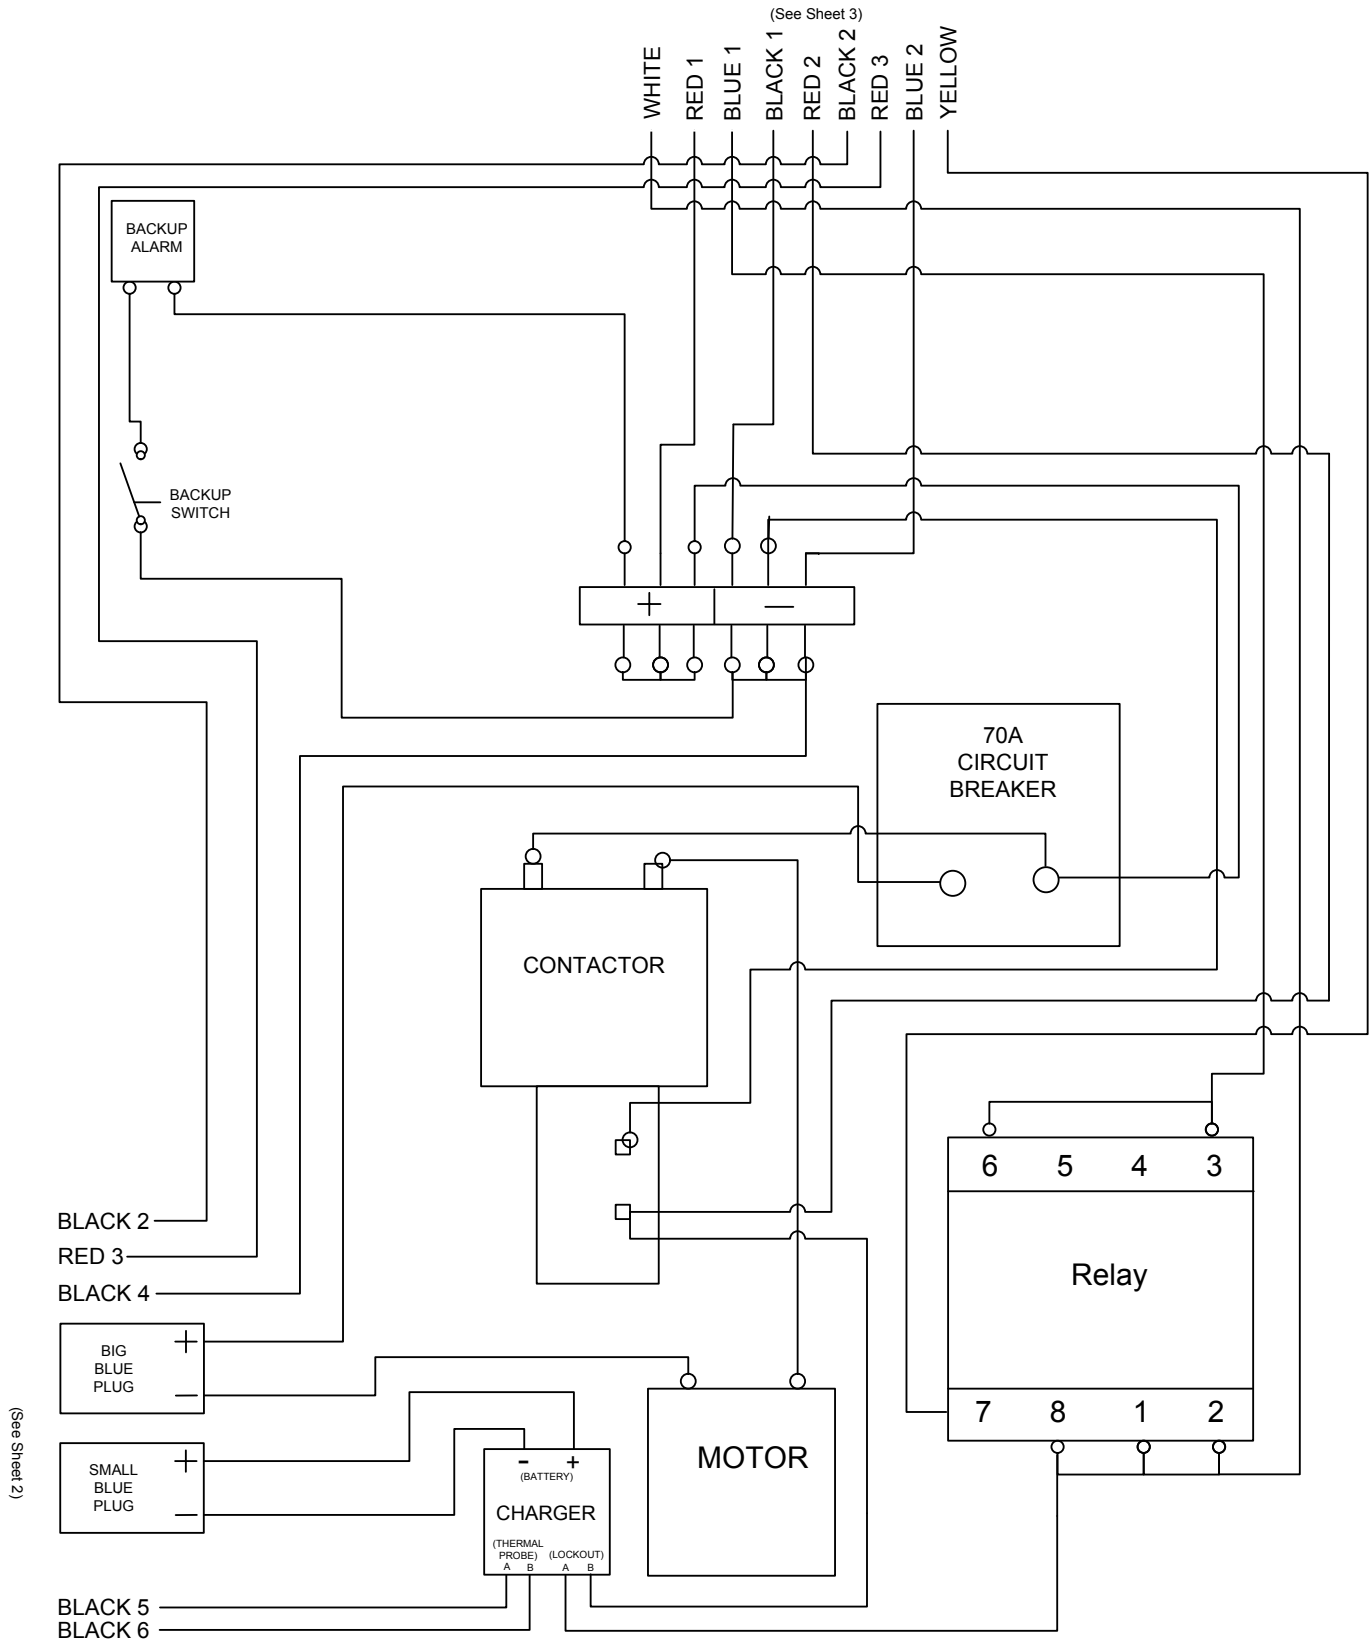 (See Sheet 3)
WHITE
RED 1
BLUE 1
BLACK 1
RED 2
BLACK 2
RED 3
BLUE 2
YELLOW
BACKUP
ALARM
BACKUP
SWITCH
+
—
70A
CIRCUIT
BREAKER
CONTACTOR
6 5 4 3
Relay
7 8 1 2
BLACK 2
RED 3
BLACK 4
BIG
BLUE
PLUG
+
—
SMALL
BLUE
PLUG
+
—
(See Sheet 2)
- +
(BATTERY)
CHARGER
(THERMAL
PROBE)
A B
(LOCKOUT)
A B
MOTOR
BLACK 5
BLACK 6